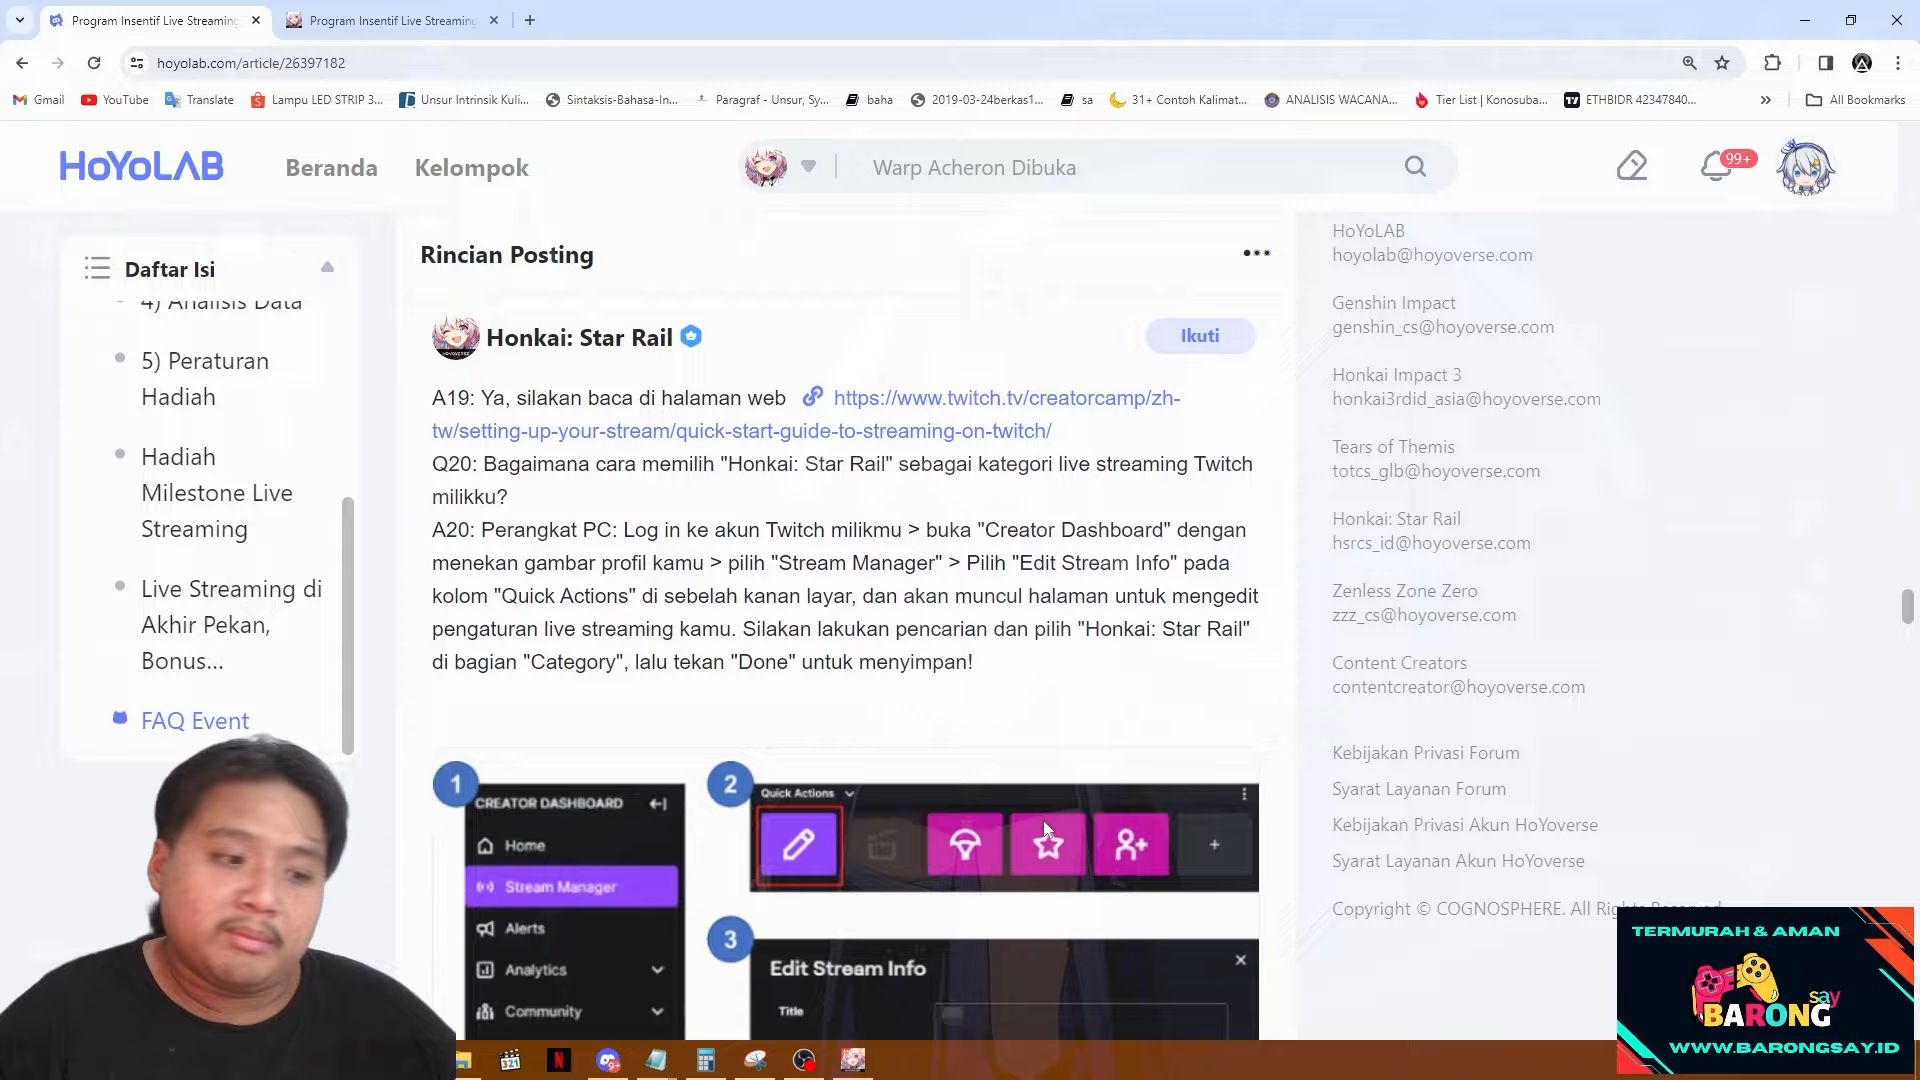 Program Insentif Live Streaming
Program Insentif Live Streaming
hoyolab.com/article/26397182
Gmail
YouTube
Translate
Lampu LED STRIP 3...
Unsur Intrinsik Kuli...
Sintaksis-Bahasa-In...
Paragraf - Unsur, Sy...
baha
2019-03-24berkas1...
sa
31+ Contoh Kalimat...
ANALISIS WACANA...
Tier List | Konosuba...
ETHBIDR 42347840...
All Bookmarks
HoYoLAB
Beranda
Kelompok
Warp Acheron Dibuka
99+
Daftar Isi
4) Analisis Data
5) Peraturan
Hadiah
Hadiah
Milestone Live
Streaming
Live Streaming di
Akhir Pekan,
Bonus...
FAQ Event
Rincian Posting
Honkai: Star Rail
Ikuti
A19: Ya, silakan baca di halaman web https://www.twitch.tv/creatorcamp/zh-
tw/setting-up-your-stream/quick-start-guide-to-streaming-on-twitch/
Q20: Bagaimana cara memilih "Honkai: Star Rail" sebagai kategori live streaming Twitch
milikku?
A20: Perangkat PC: Log in ke akun Twitch milikmu > buka "Creator Dashboard" dengan
menekan gambar profil kamu > pilih "Stream Manager" > Pilih "Edit Stream Info" pada
kolom "Quick Actions" di sebelah kanan layar, dan akan muncul halaman untuk mengedit
pengaturan live streaming kamu. Silakan lakukan pencarian dan pilih "Honkai: Star Rail"
di bagian "Category", lalu tekan "Done" untuk menyimpan!
1
CREATOR DASHBOARD
Home
Stream Manager
Alerts
Analytics
Community
2
Quick Actions
3
Edit Stream Info
Title
HoYoLAB
hoyolab@hoyoverse.com
Genshin Impact
genshin_cs@hoyoverse.com
Honkai Impact 3
honkai3rdid_asia@hoyoverse.com
Tears of Themis
totcs_glb@hoyoverse.com
Honkai: Star Rail
hsrcs_id@hoyoverse.com
Zenless Zone Zero
zzz_cs@hoyoverse.com
Content Creators
contentcreator@hoyoverse.com
Kebijakan Privasi Forum
Syarat Layanan Forum
Kebijakan Privasi Akun HoYoverse
Syarat Layanan Akun HoYoverse
Copyright © COGNOSPHERE. All Rights Reserved
TERMURAH & AMAN
say
BARONG
WWW.BARONGSAY.ID
321
N
9+